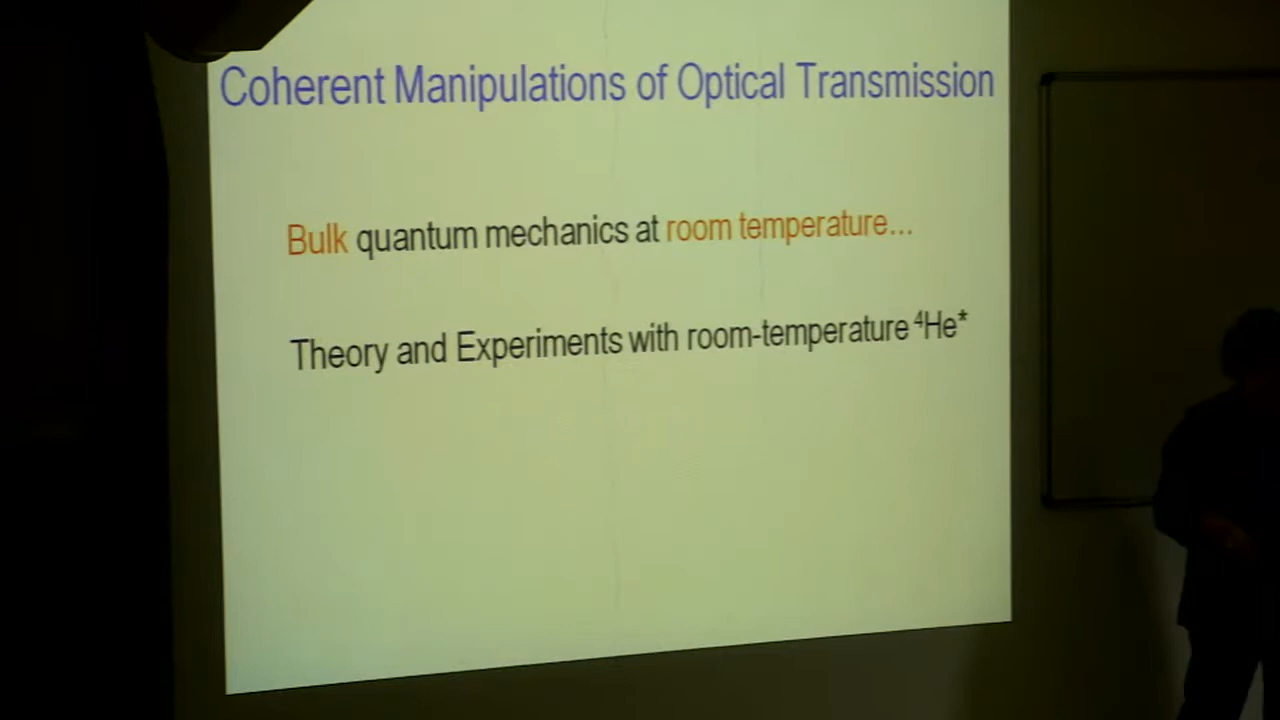 Coherent Manipulations of Optical Transmission
Bulk quantum mechanics at room temperature...
Theory and Experiments with room-temperature ⁴He*